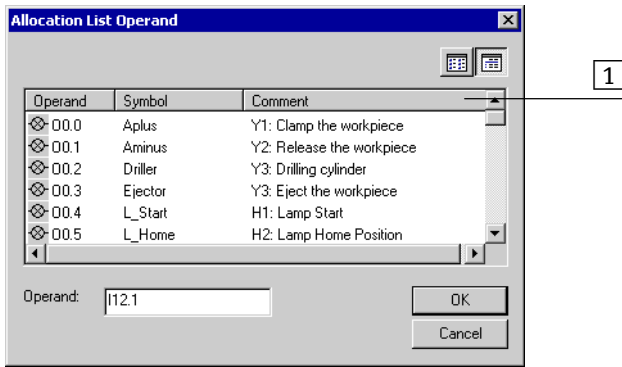 Allocation List Operand
1
Operand Symbol Comment
O0.0 Aplus Y1: Clamp the workpiece
O0.1 Aminus Y2: Release the workpiece
O0.2 Driller Y3: Drilling cylinder
O0.3 Ejector Y3: Eject the workpiece
O0.4 L_Start H1: Lamp Start
O0.5 L_Home H2: Lamp Home Position
Operand: I12.1 OK
Cancel